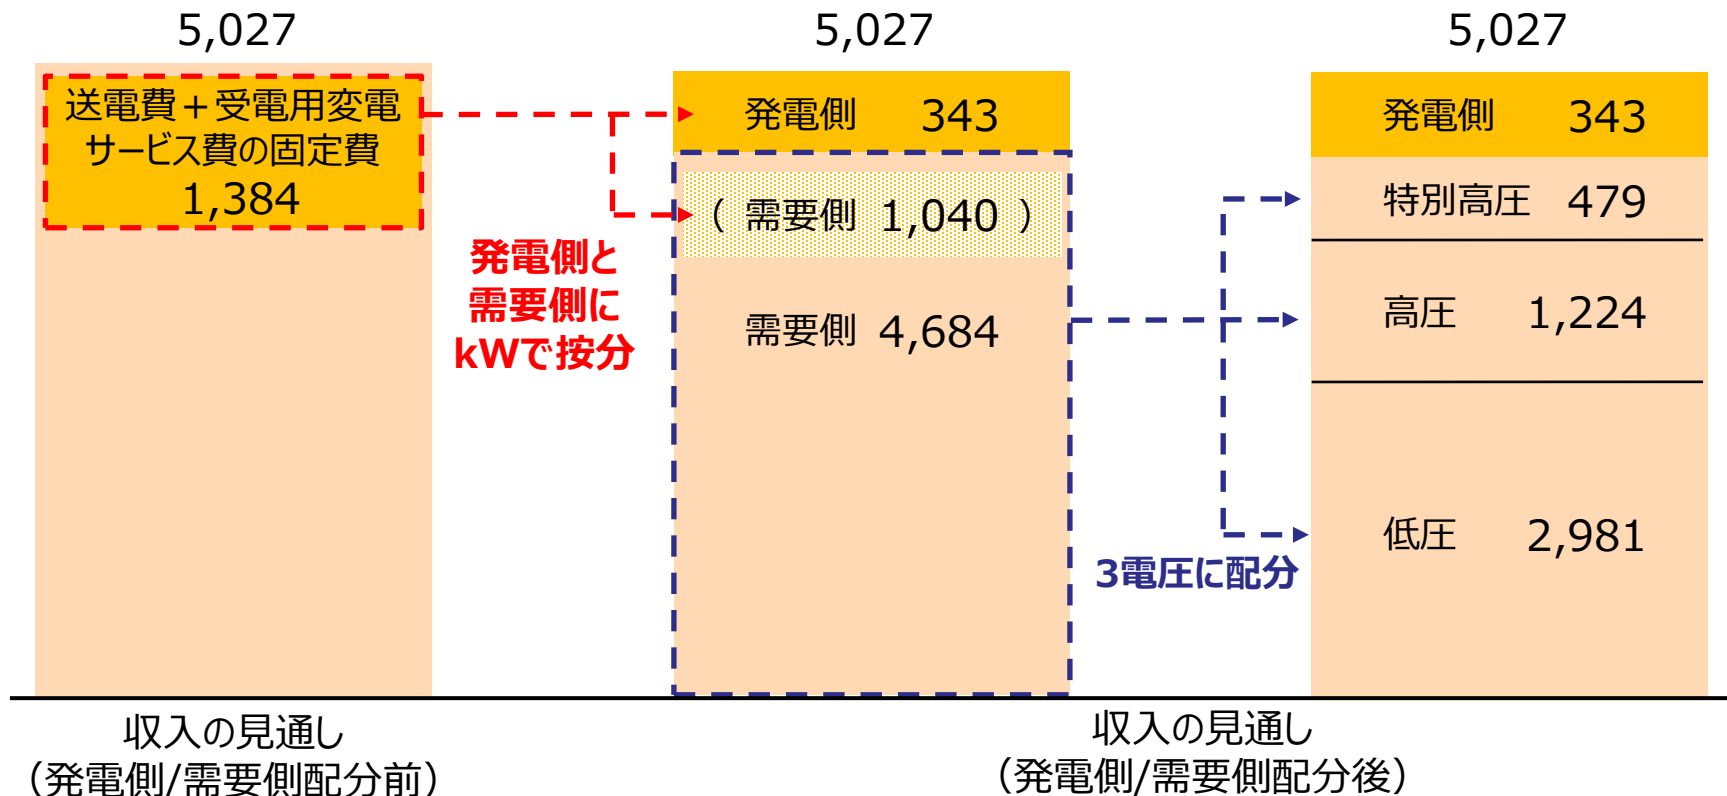 5,027
送電費＋受電用変電
サービス費の固定費
1,384
発電側と
需要側に
kWで按分
5,027
発電側 343
( 需要側 1,040 )
需要側 4,684
3電圧に配分
5,027
発電側 343
特別高圧 479
高圧 1,224
低圧 2,981
収入の見通し
（発電側/需要側配分前）
収入の見通し
（発電側/需要側配分後）